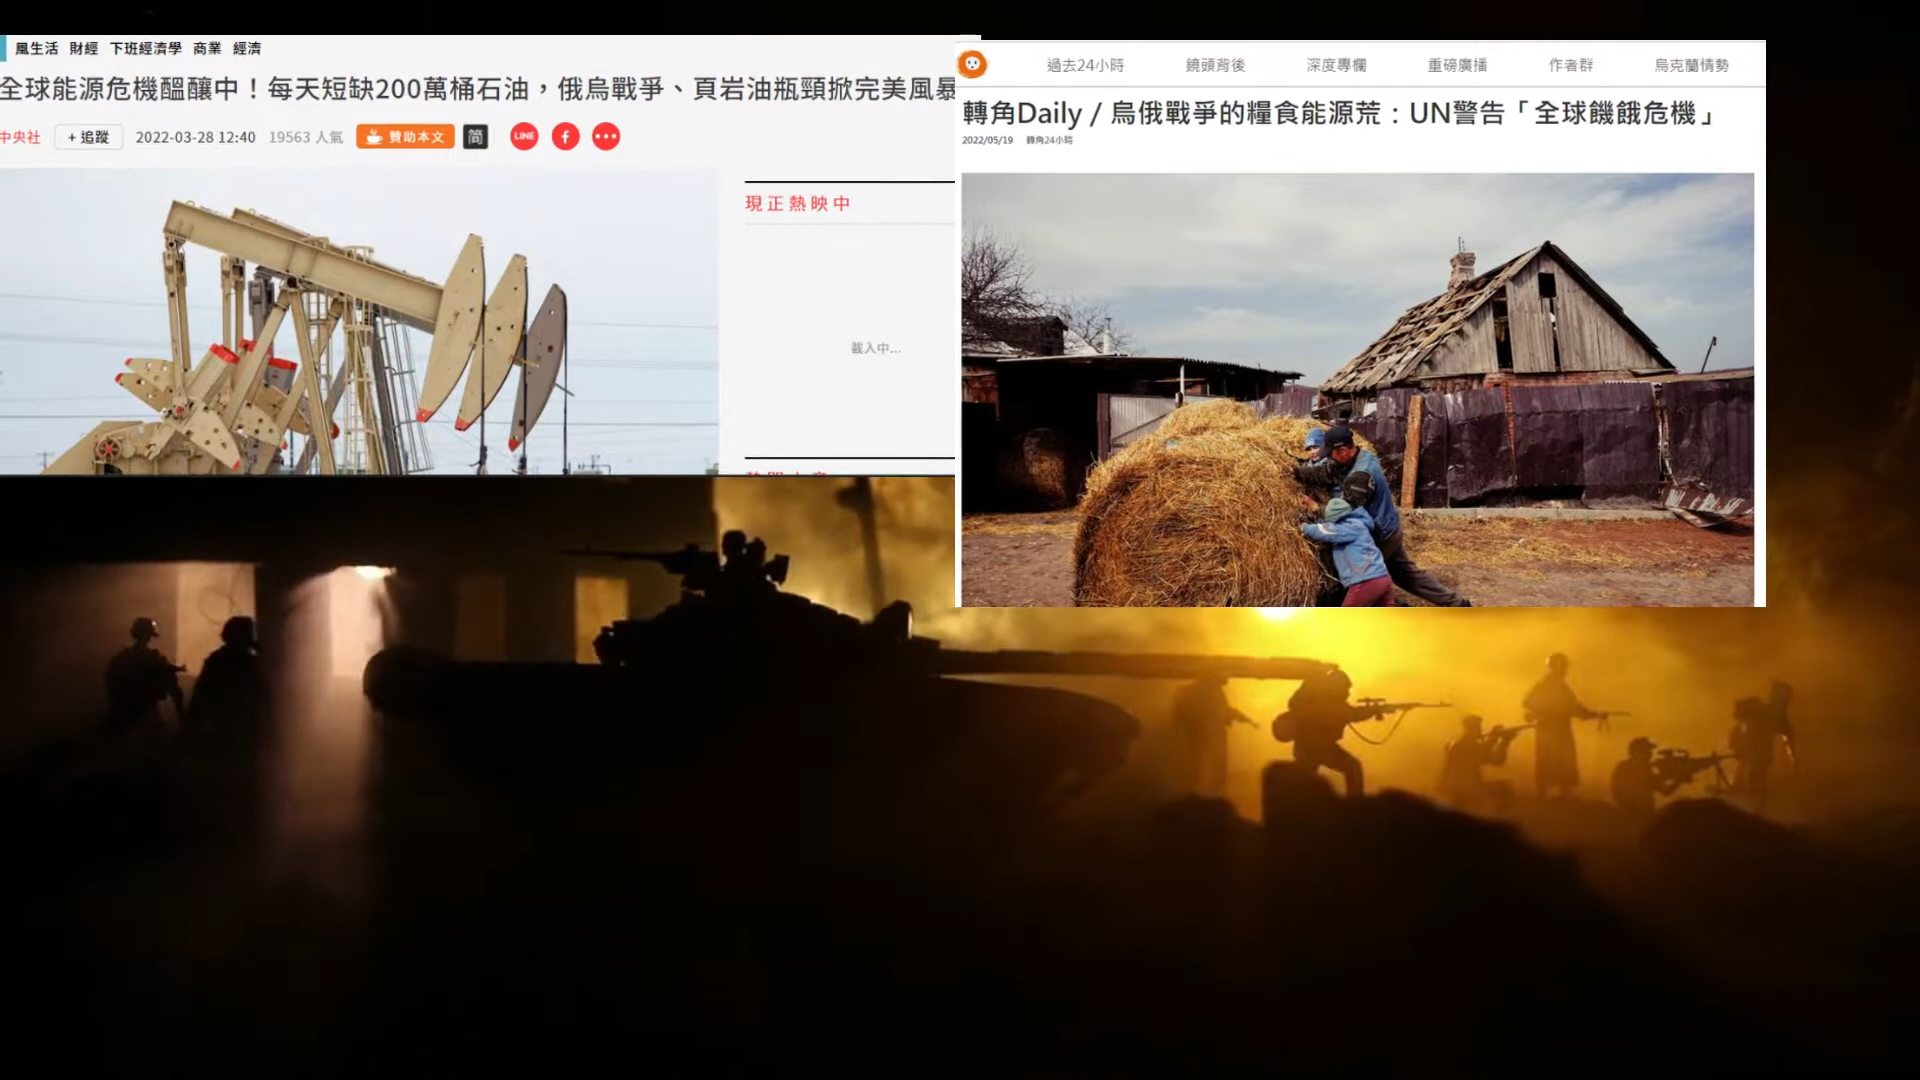 風生活 財經 下班經濟學 商業 經濟
全球能源危機醞釀中！每天短缺200萬桶石油，俄烏戰爭、頁岩油瓶頸掀完美風暴
中央社 + 追蹤 2022-03-28 12:40 19563 人氣 贊助本文 简 LINE
現正熱映中
載入中...
過去24小時 鏡頭背後 深度專欄 重磅廣播 作者群 烏克蘭情勢
轉角Daily / 烏俄戰爭的糧食能源荒：UN警告「全球饑餓危機」
2022/05/19 轉角24小時